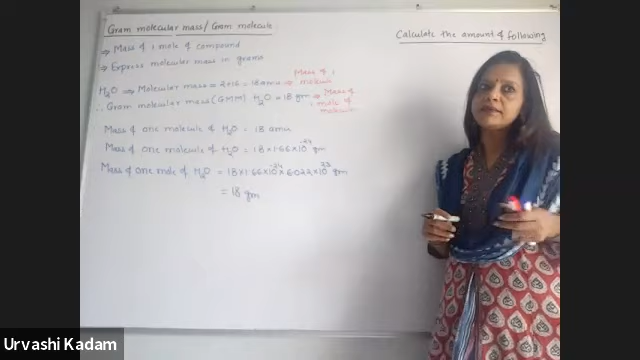 Gram molecular mass/Gram molecule
Calculate the amount of following
⇒ Mass of 1 mole of compound
⇒ Express molecular mass in grams
H₂O ⇒ Molecular mass = 2+16 = 18 amu ⇒ Mass of 1 molecule
∴ Gram molecular mass (GMM) H₂O = 18 gm ⇒ Mass of 1 mole of molecule
Mass of one molecule of H₂O = 18 amu
Mass of one molecule of H₂O = 18 × 1.66 × 10⁻²⁴ gm
Mass of one mole of H₂O = 18 × 1.66 × 10⁻²⁴ × 6.022 × 10²³ gm
= 18 gm
Urvashi Kadam